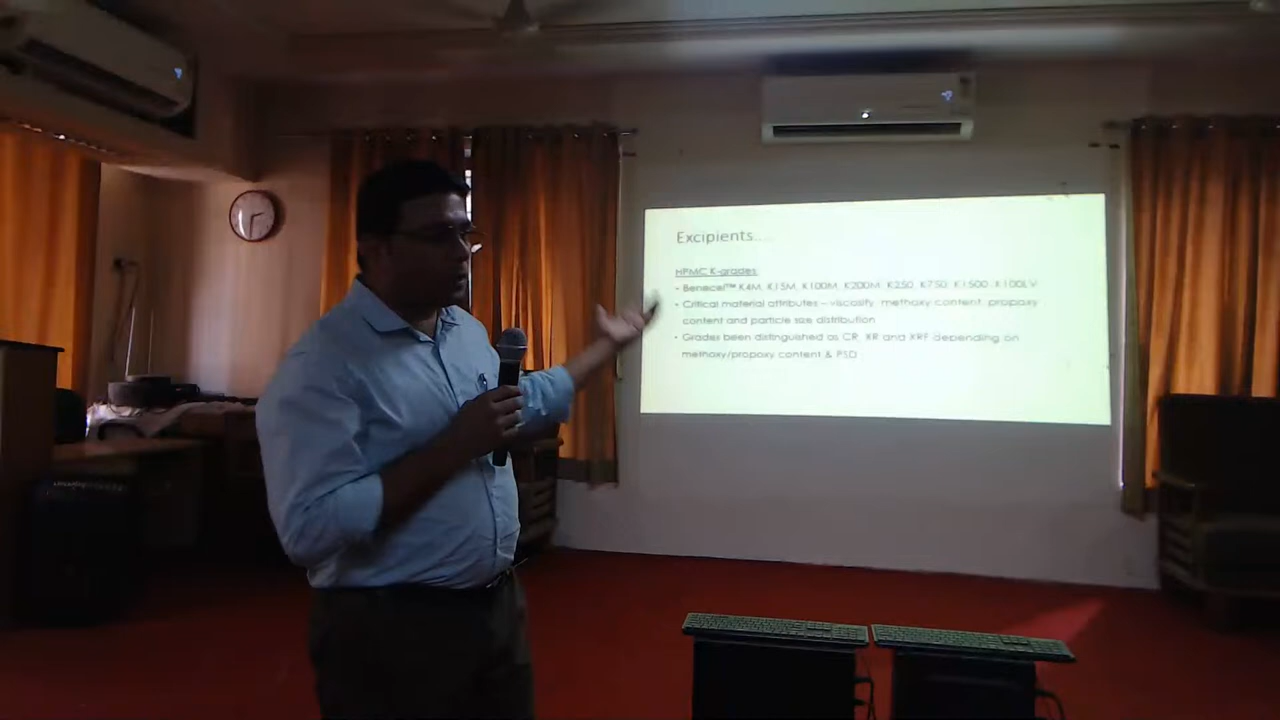 Excipients....
HPMC K-grades
• Benecel™ K4M, K15M, K100M, K200M, K250, K750, K1500, K100LV
• Critical material attributes – viscosity, methoxy content, propoxy
content and particle size distribution
• Grades been distinguished as CR, XR and XRF depending on
methoxy/propoxy content & PSD